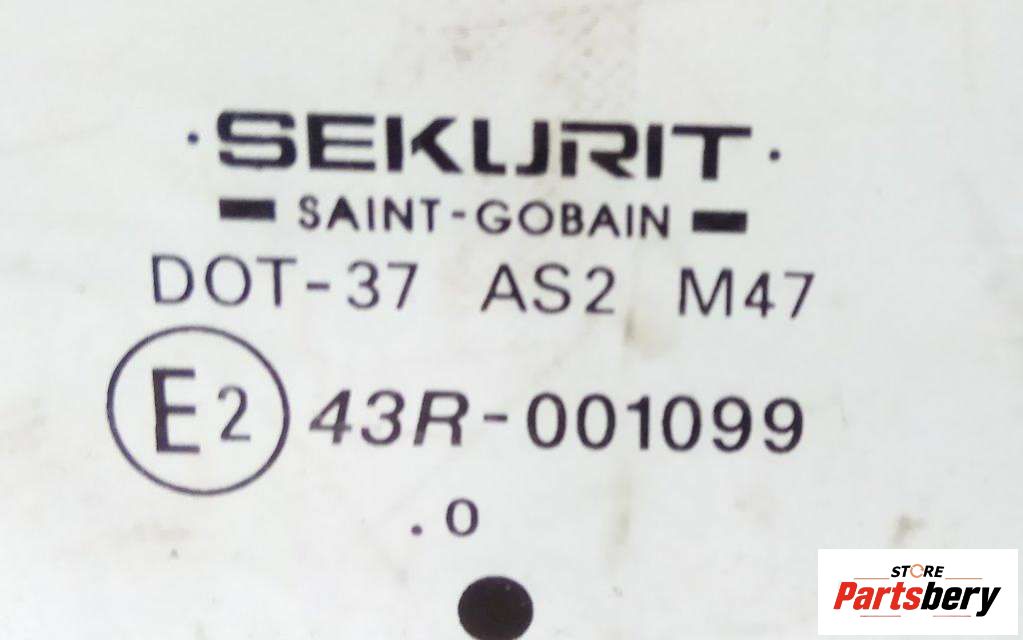 SEKURIT
SAINT-GOBAIN
DOT-37 AS2 M47
E2 43R-001099
.0
STORE
Partsbery